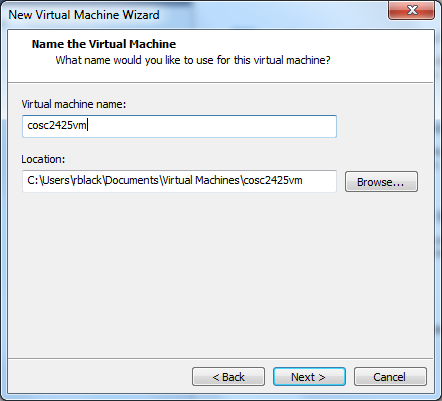 New Virtual Machine Wizard
Name the Virtual Machine
What name would you like to use for this virtual machine?
Virtual machine name:
cosc2425vm
Location:
C:\Users\rblack\Documents\Virtual Machines\cosc2425vm
Browse...
< Back
Next >
Cancel